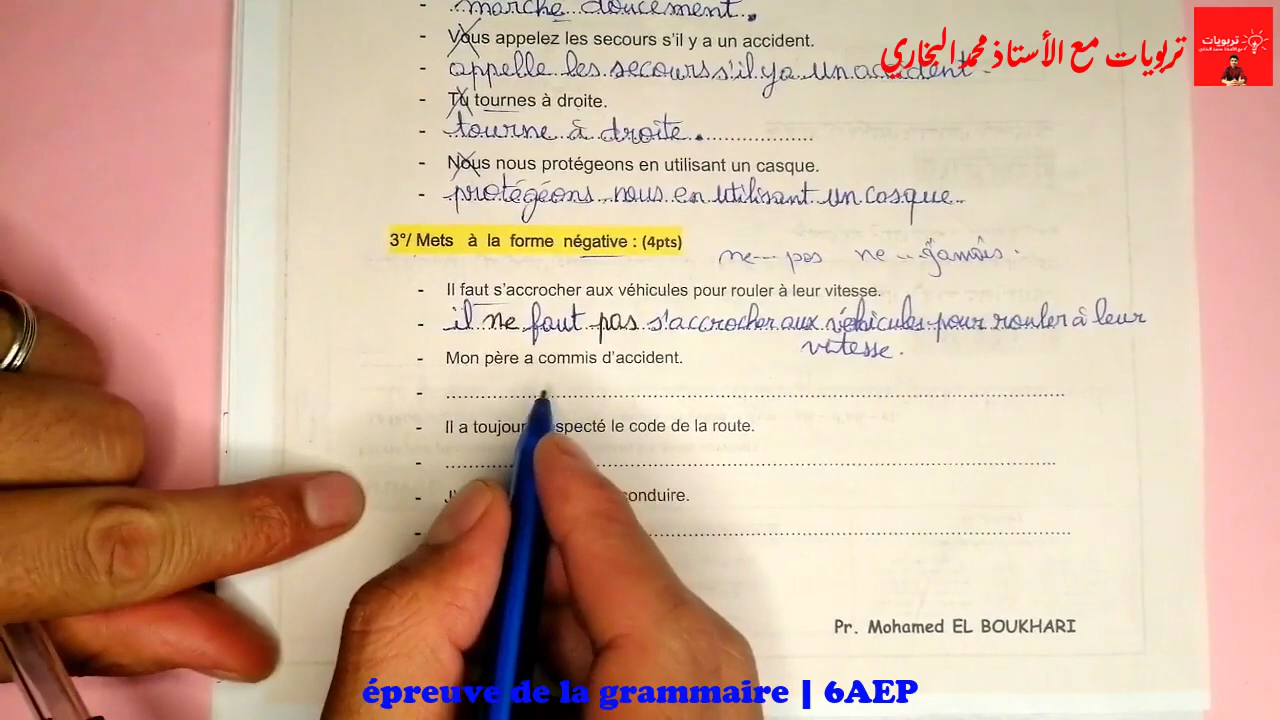 - marche doucement.
- Vous appelez les secours s'il y a un accident.
- appelle les secours s'il y a un accident.
- Tu tournes à droite.
- tourne à droite.
- Nous nous protégeons en utilisant un casque.
- protégéons nous en utilisant un casque.
3°/ Mets à la forme négative : (4pts)
ne -- pas ne -- jamais.
- Il faut s'accrocher aux véhicules pour rouler à leur vitesse.
- il ne faut pas s'accrocher aux véhicules pour rouler à leur
vitesse.
- Mon père a commis d'accident.
-
- Il a toujour specté le code de la route.
-
- J' conduire.
-
Pr. Mohamed EL BOUKHARI
épreuve de la grammaire | 6AEP
تربويات مع الأستاذ محمد البخاري
تربويات